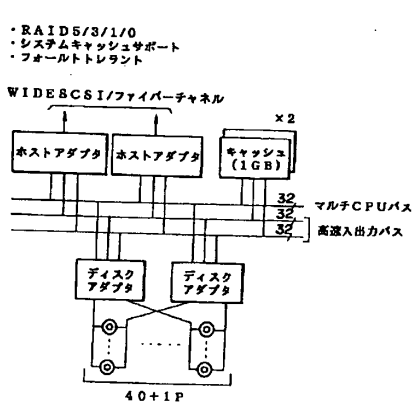 ・RAID5/3/1/0
・システムキャッシュサポート
・フォールトトレラント
WIDE&CSI/ファイバーチャネル
×2
ホストアダプタ
ホストアダプタ
キャッシュ
(1GB)
32
マルチCPUバス
32
32
高速入出力バス
ディスク
アダプタ
ディスク
アダプタ
40+1P